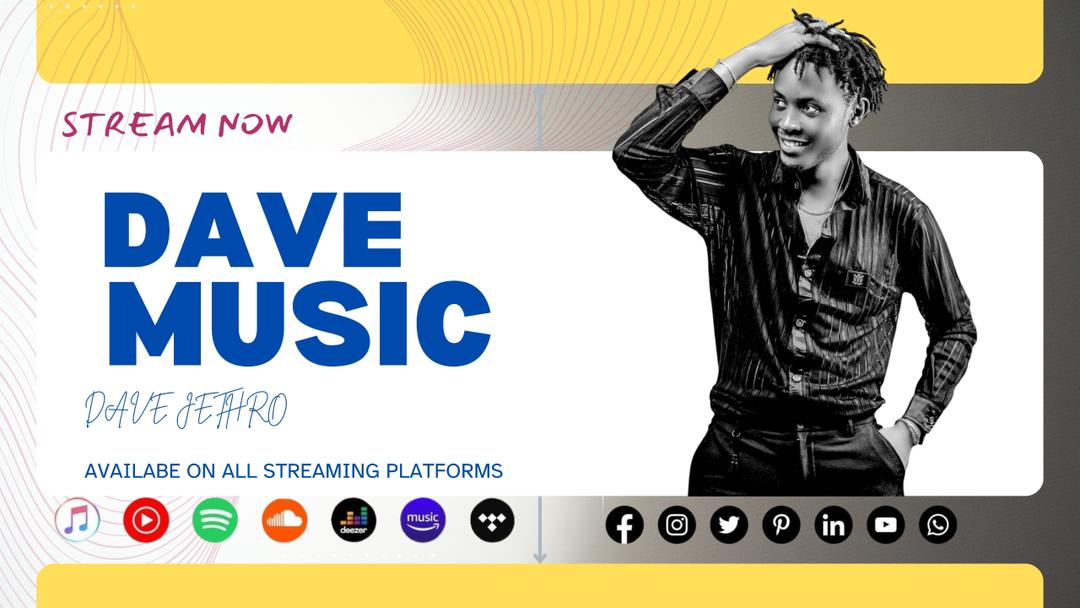 STREAM NOW
DAVE
MUSIC
DAVE JETHRO
AVAILABE ON ALL STREAMING PLATFORMS
deezer
music